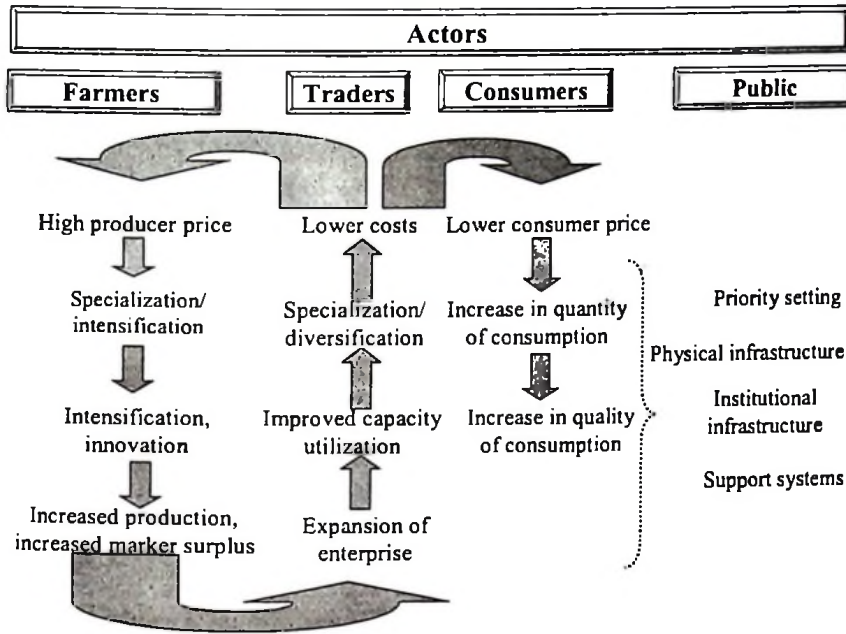 Actors
Farmers
Traders
Consumers
Public
High producer price
Specialization/
intensification
Intensification,
innovation
Increased production,
increased marker surplus
Lower costs
Specialization/
diversification
Improved capacity
utilization
Expansion of
enterprise
Lower consumer price
Increase in quantity
of consumption
Increase in quality
of consumption
Priority setting
Physical infrastructure
Institutional
infrastructure
Support systems